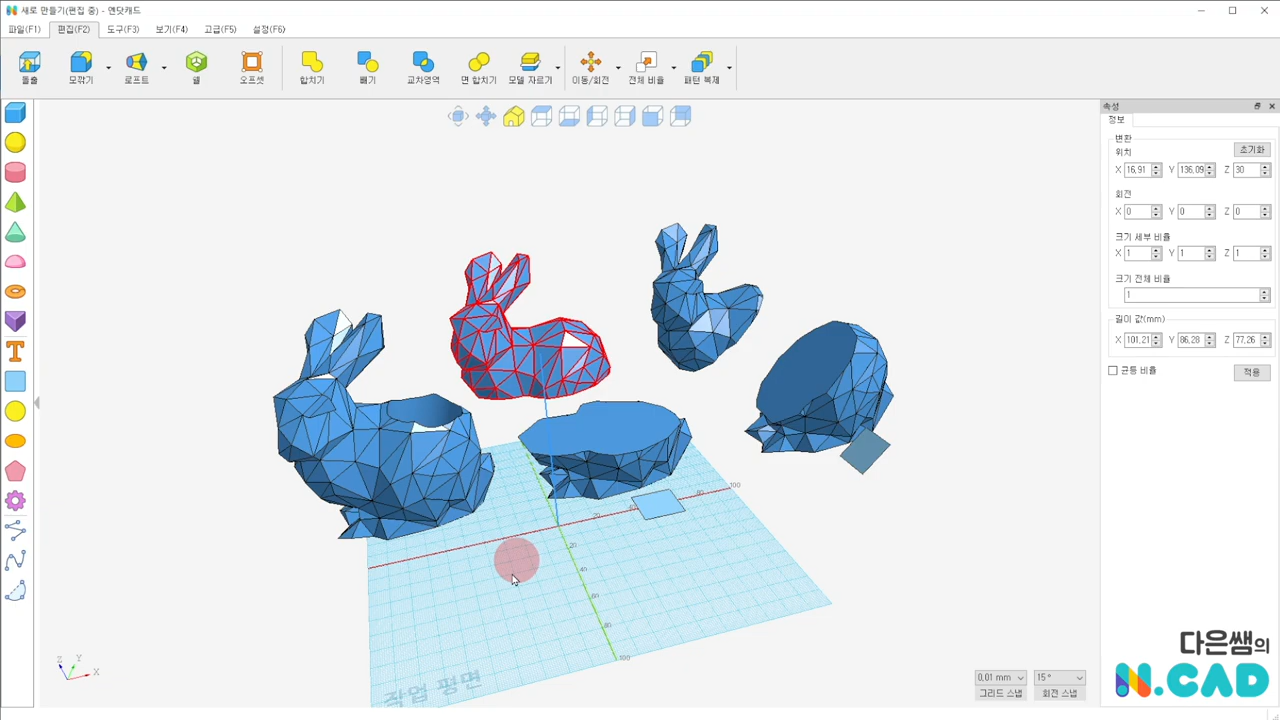 새로 만들기(편집 중) - 엔닷캐드
파일(F1) 편집(F2) 도구(F3) 보기(F4) 고급(F5) 설정(F6)
돌출 모깎기 로프트 쉘 오프셋 합치기 빼기 교차영역 면 합치기 모델 자르기 이동/회전 전체 비율 패턴 복제
속성
정보
변환
위치 초기화
X 16,91 Y 136,09 Z 30
회전
X 0 Y 0 Z 0
크기 세부 비율
X 1 Y 1 Z 1
크기 전체 비율
1
길이 값(mm)
X 101,21 Y 86,28 Z 77,26
균등 비율 적용
100
20
40
80
100
작업 평면
Z Y X
0,01 mm 15 °
그리드 스냅 회전 스냅
다은쌤의
N.CAD